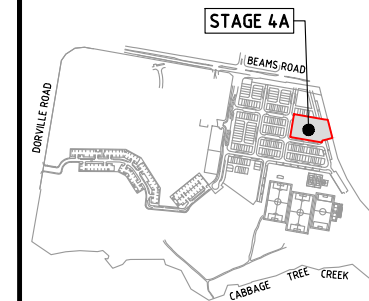 STAGE 4A
BEAMS ROAD
DORVILLE ROAD
CABBAGE TREE CREEK